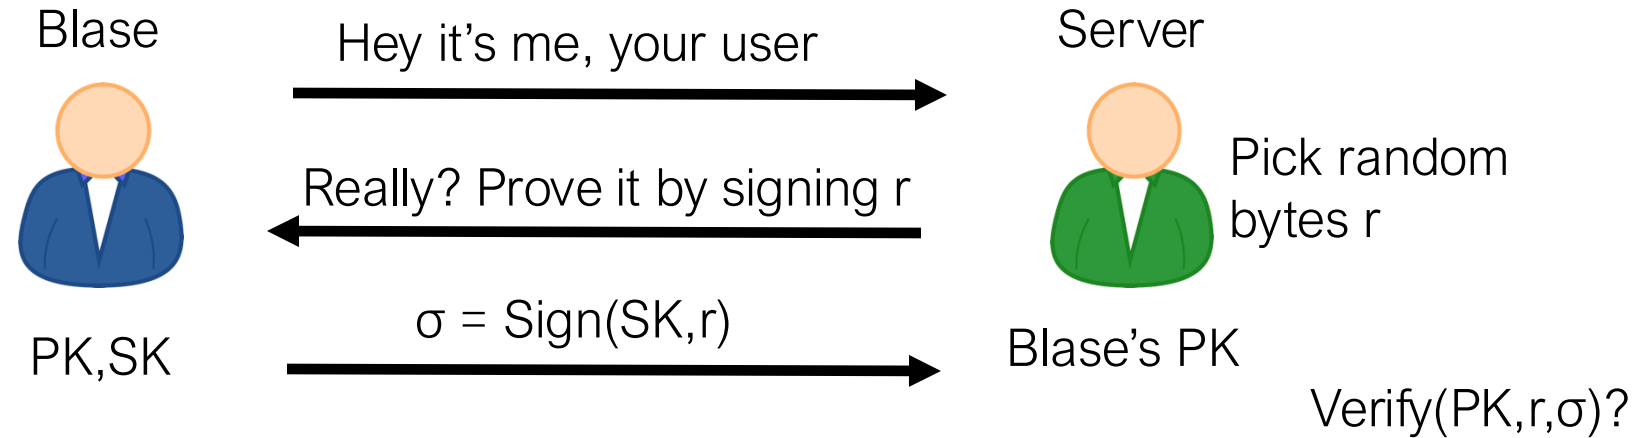 Blase
Server
Hey it’s me, your user
Pick random
bytes r
Really? Prove it by signing r
σ = Sign(SK,r)
PK,SK
Blase’s PK
Verify(PK,r,σ)?